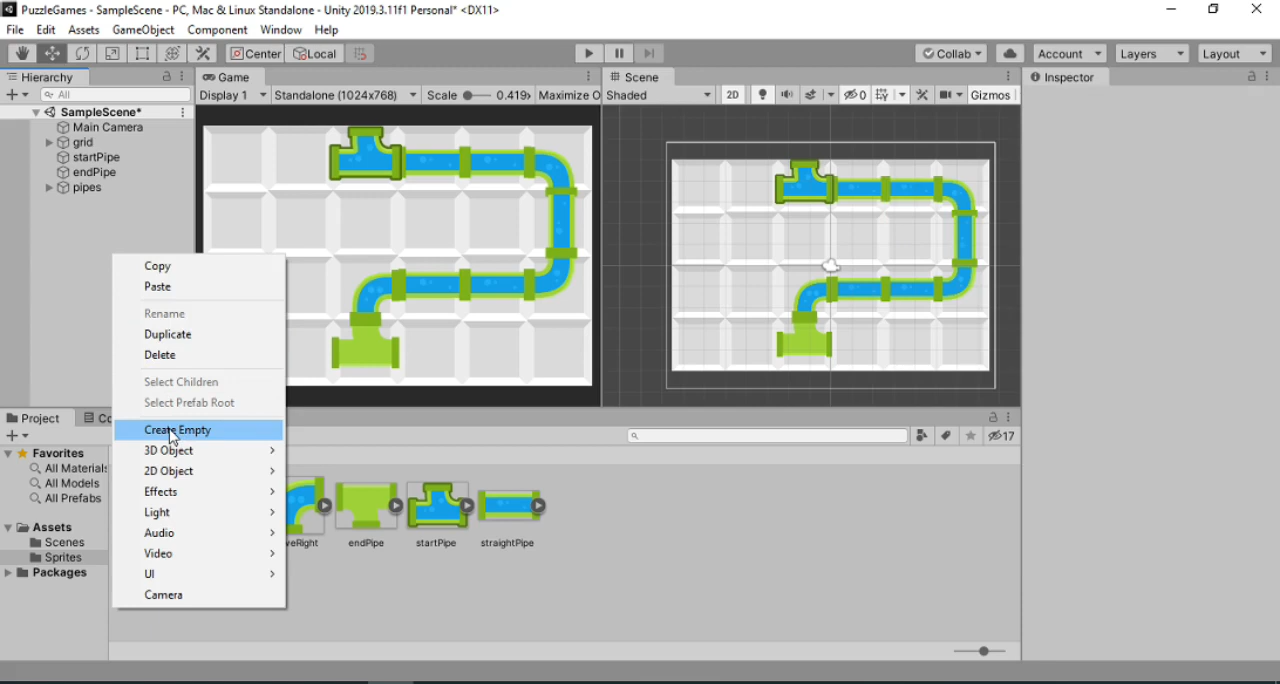 PuzzleGames - SampleScene - PC, Mac & Linux Standalone - Unity 2019.3.11f1 Personal* <DX11>
File Edit Assets GameObject Component Window Help
Center Local Collab Account Layers Layout
Hierarchy Game Scene Inspector
All Display 1 Standalone (1024x768) Scale 0.419x Maximize O Shaded 2D 0 Gizmos
SampleScene*
Main Camera
grid
startPipe
endPipe
pipes
Copy
Paste
Rename
Duplicate
Delete
Select Children
Select Prefab Root
Create Empty
3D Object
2D Object
Effects
Light
Audio
Video
UI
Camera
Project Co
17
Favorites
All Materials
All Models
All Prefabs
Assets
Scenes
Sprites
Packages
veRight endPipe startPipe straightPipe